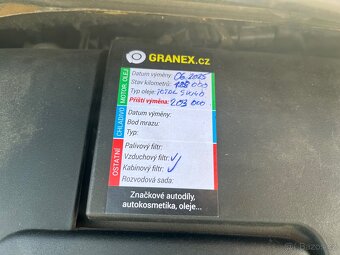 GRANEX.cz
MOTOR. OLEJ
Datum výměny: 06.2025
Stav kilometrů: 188 000
Typ oleje: TOTAL 5W40
Příští výměna: 203 000
CHLADIVO
Datum výměny:
Bod mrazu:
Typ:
OSTATNÍ
Palivový filtr:
Vzduchový filtr: ✓
Kabinový filtr: ✓
Rozvodová sada:
Značkové autodíly,
autokosmetika, oleje...